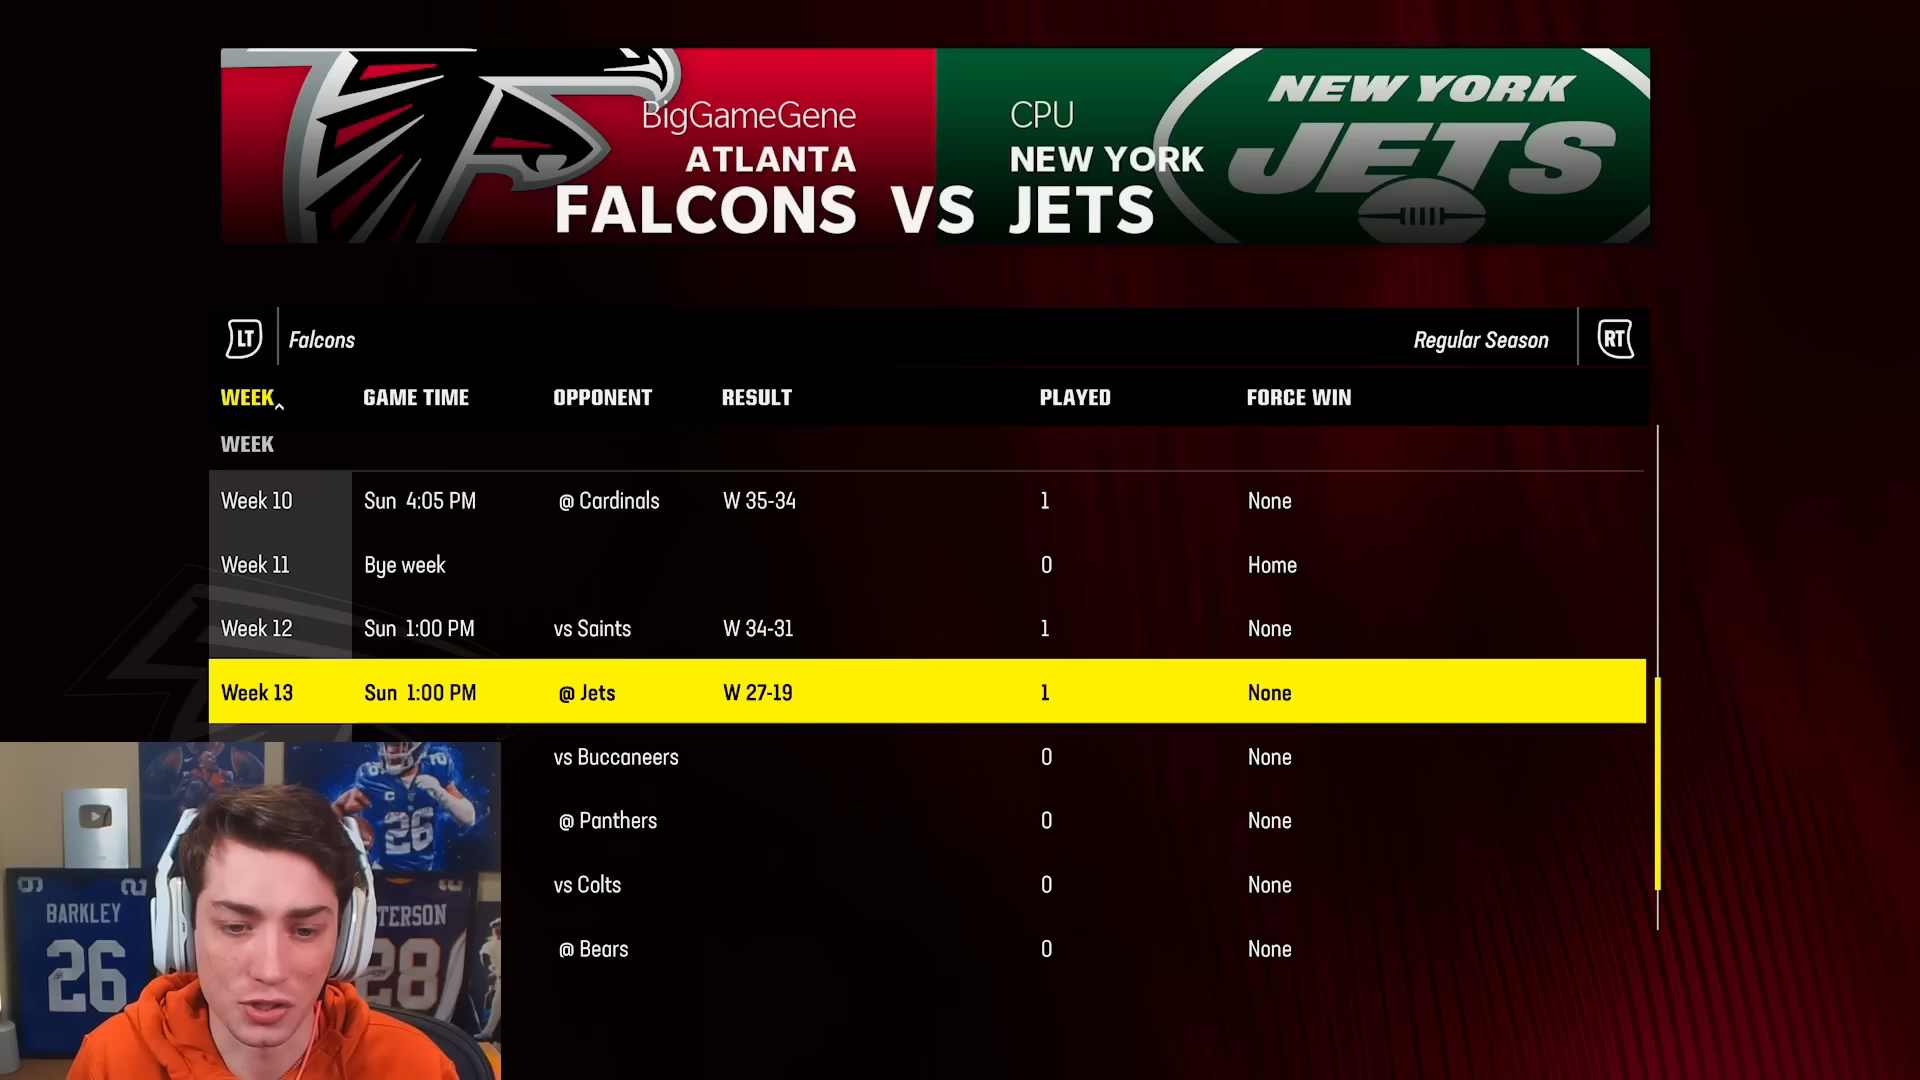 BigGameGene
ATLANTA
FALCONS VS JETS
CPU
NEW YORK
NEW YORK
JETS
LT Falcons Regular Season RT
WEEK GAME TIME OPPONENT RESULT PLAYED FORCE WIN
WEEK
Week 10 Sun 4:05 PM @ Cardinals W 35-34 1 None
Week 11 Bye week 0 Home
Week 12 Sun 1:00 PM vs Saints W 34-31 1 None
Week 13 Sun 1:00 PM @ Jets W 27-19 1 None
vs Buccaneers 0 None
@ Panthers 0 None
vs Colts 0 None
@ Bears 0 None
26
BARKLEY
26
TERSON
28